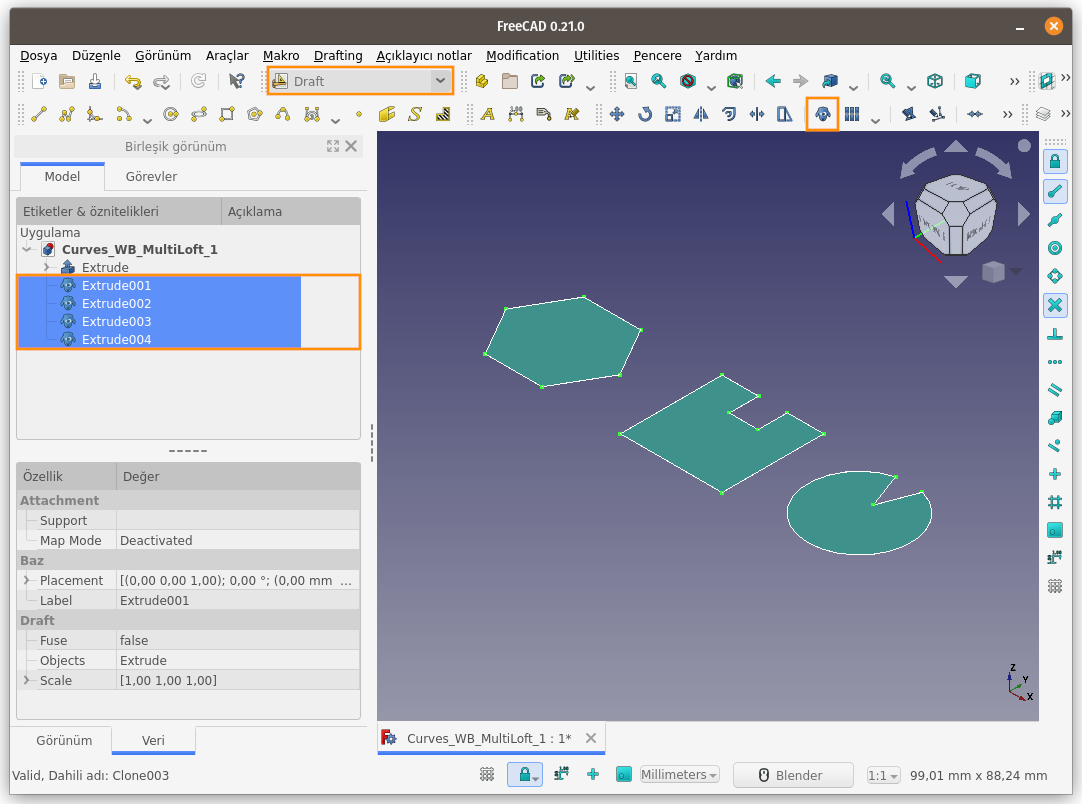 FreeCAD 0.21.0
Dosya Düzenle Görünüm Araçlar Makro Drafting Açıklayıcı notlar Modification Utilities Pencere Yardım
Draft
Birleşik görünüm
Model Görevler
Etiketler & öznitelikleri Açıklama
Uygulama
Curves_WB_MultiLoft_1
Extrude
Extrude001
Extrude002
Extrude003
Extrude004
Özellik Değer
Attachment
Support
Map Mode Deactivated
Baz
Placement [(0,00 0,00 1,00); 0,00 °; (0,00 mm ...
Label Extrude001
Draft
Fuse false
Objects Extrude
Scale [1,00 1,00 1,00]
Z
Y
X
Görünüm Veri
Curves_WB_MultiLoft_1 : 1*
Valid, Dahili adı: Clone003 Millimeters Blender 1:1 99,01 mm x 88,24 mm